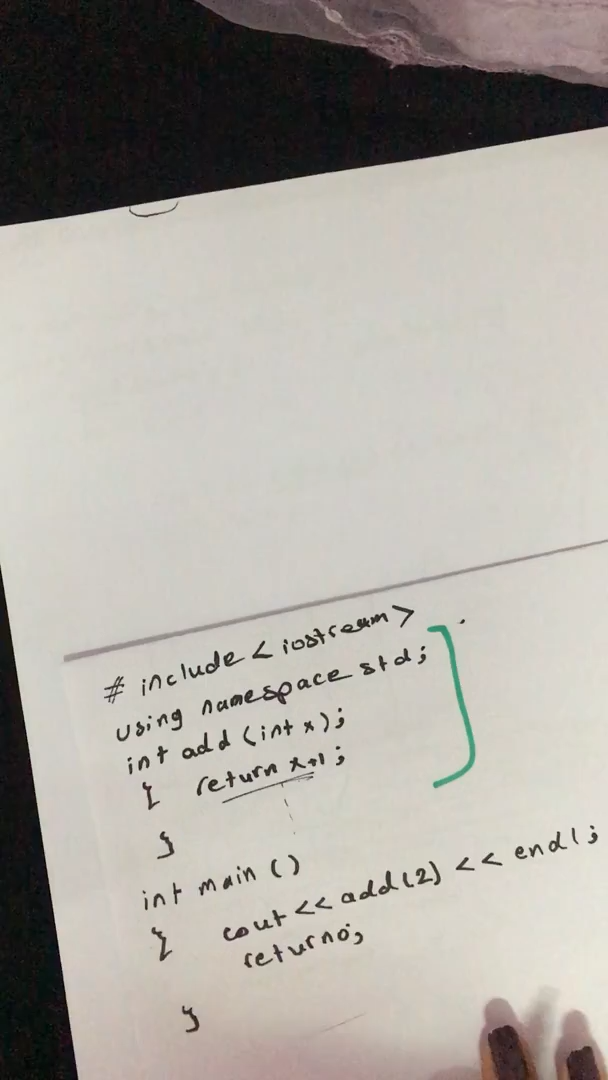 # include < iostream >
using namespace std;
int add (int x);
{ return x+1 ;
}
int main ()
{ cout << add(2) << endl;
return0;
}